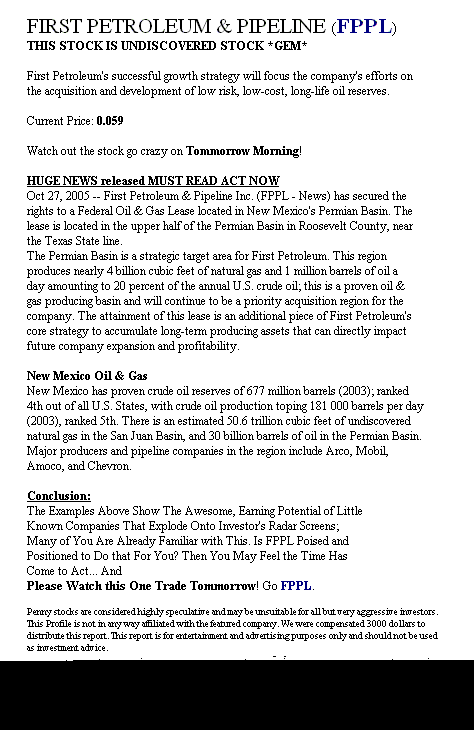 FIRST PETROLEUM & PIPELINE (FPPL)
THIS STOCK IS UNDISCOVERED STOCK *GEM*
First Petroleum's successful growth strategy will focus the company's efforts on
the acquisition and development of low risk, low-cost, long-life oil reserves.
Current Price: 0.059
Watch out the stock go crazy on Tommorrow Morning!
HUGE NEWS released MUST READ ACT NOW
Oct 27, 2005 -- First Petroleum & Pipeline Inc. (FPPL - News) has secured the
rights to a Federal Oil & Gas Lease located in New Mexico's Permian Basin. The
lease is located in the upper half of the Permian Basin in Roosevelt County, near
the Texas State line.
The Permian Basin is a strategic target area for First Petroleum. This region
produces nearly 4 billion cubic feet of natural gas and 1 million barrels of oil a
day amounting to 20 percent of the annual U.S. crude oil; this is a proven oil &
gas producing basin and will continue to be a priority acquisition region for the
company. The attainment of this lease is an additional piece of First Petroleum's
core strategy to accumulate long-term producing assets that can directly impact
future company expansion and profitability.
New Mexico Oil & Gas
New Mexico has proven crude oil reserves of 677 million barrels (2003); ranked
4th out of all U.S. States, with crude oil production toping 181 000 barrels per day
(2003), ranked 5th. There is an estimated 50.6 trillion cubic feet of undiscovered
natural gas in the San Juan Basin, and 30 billion barrels of oil in the Permian Basin.
Major producers and pipeline companies in the region include Arco, Mobil,
Amoco, and Chevron.
Conclusion:
The Examples Above Show The Awesome, Earning Potential of Little
Known Companies That Explode Onto Investor's Radar Screens;
Many of You Are Already Familiar with This. Is FPPL Poised and
Positioned to Do that For You? Then You May Feel the Time Has
Come to Act... And
Please Watch this One Trade Tommorrow! Go FPPL.
Penny stocks are considered highly speculative and may be unsuitable for all but very aggressive investors.
This Profile is not in any way affiliated with the featured company. We were compensated 3000 dollars to
distribute this report. This report is for entertainment and advertising purposes only and should not be used
as investment advice.